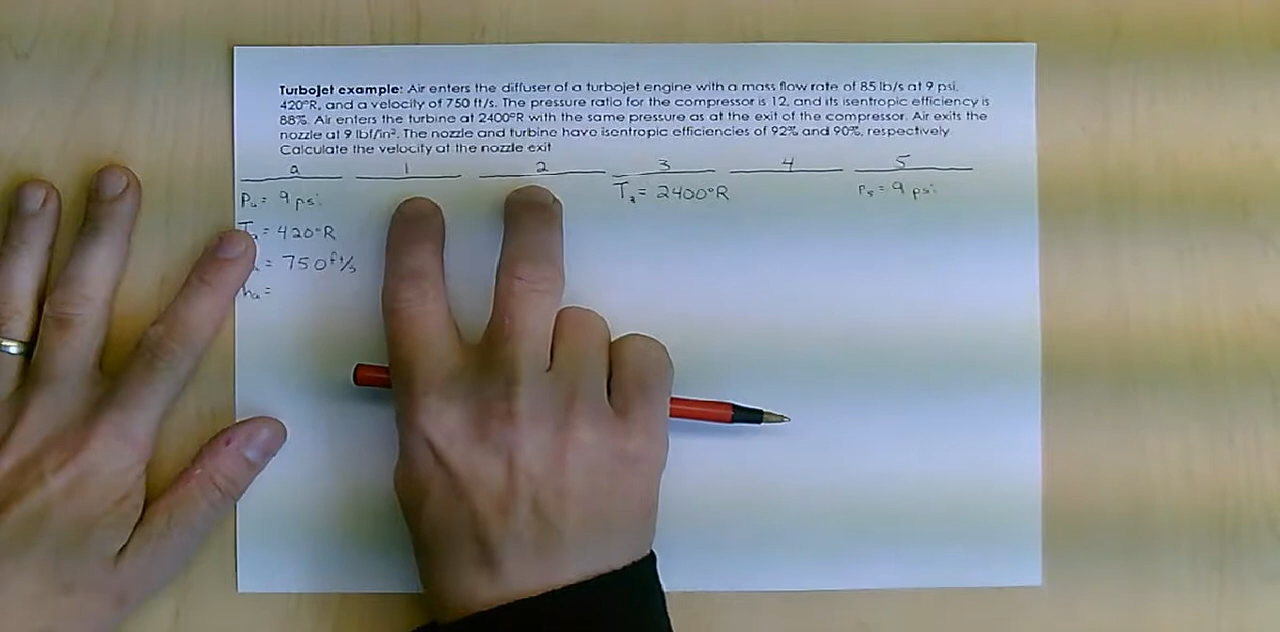 Turbojet example: Air enters the diffuser of a turbojet engine with a mass flow rate of 85 lb/s at 9 psi,
420°R, and a velocity of 750 ft/s. The pressure ratio for the compressor is 12, and its isentropic efficiency is
88%. Air enters the turbine at 2400°R with the same pressure as at the exit of the compressor. Air exits the
nozzle at 9 lbf/in². The nozzle and turbine have isentropic efficiencies of 92% and 90%, respectively.
Calculate the velocity at the nozzle exit
a 1 2 3 4 5
Pa = 9 psi T3 = 2400°R P5 = 9 psi
Ta = 420°R
= 750 ft/s
ha =